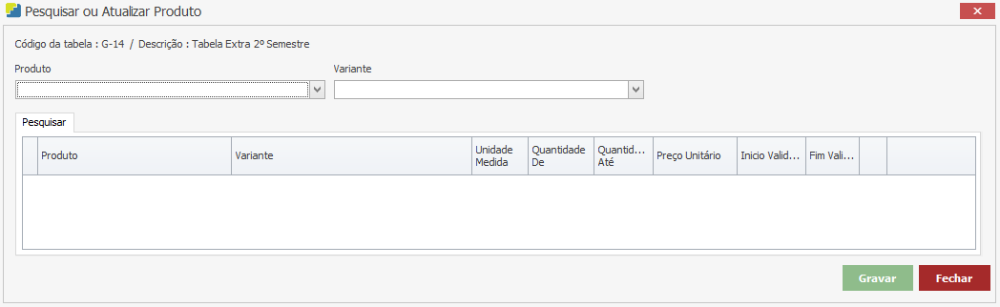 Pesquisar ou Atualizar Produto
Código da tabela : G-14 / Descrição : Tabela Extra 2º Semestre
Produto Variante
Pesquisar
Produto Variante Unidade Medida Quantidade De Quantid... Até Preço Unitário Inicio Valid... Fim Vali...
Gravar Fechar